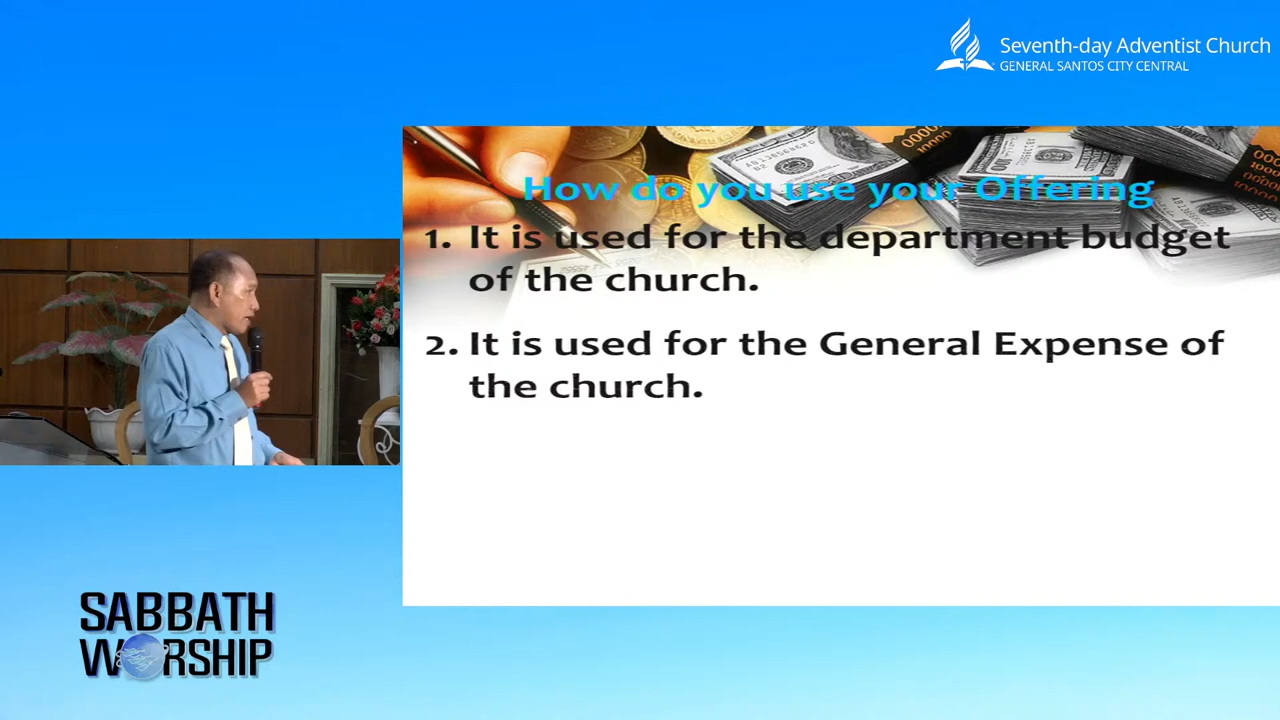 Seventh-day Adventist Church
GENERAL SANTOS CITY CENTRAL
How do you use your Offering
1. It is used for the department budget
of the church.
2. It is used for the General Expense of
the church.
SABBATH
WORSHIP